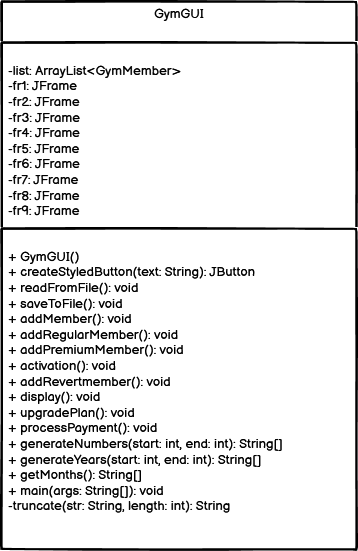 GymGUI
-list: ArrayList<GymMember>
-fr1: JFrame
-fr2: JFrame
-fr3: JFrame
-fr4: JFrame
-fr5: JFrame
-fr6: JFrame
-fr7: JFrame
-fr8: JFrame
-fr9: JFrame
+ GymGUI()
+ createStyledButton(text: String): JButton
+ readFromFile(): void
+ saveToFile(): void
+ addMember(): void
+ addRegularMember(): void
+ addPremiumMember(): void
+ activation(): void
+ addRevertmember(): void
+ display(): void
+ upgradePlan(): void
+ processPayment(): void
+ generateNumbers(start: int, end: int): String[]
+ generateYears(start: int, end: int): String[]
+ getMonths(): String[]
+ main(args: String[]): void
-truncate(str: String, length: int): String